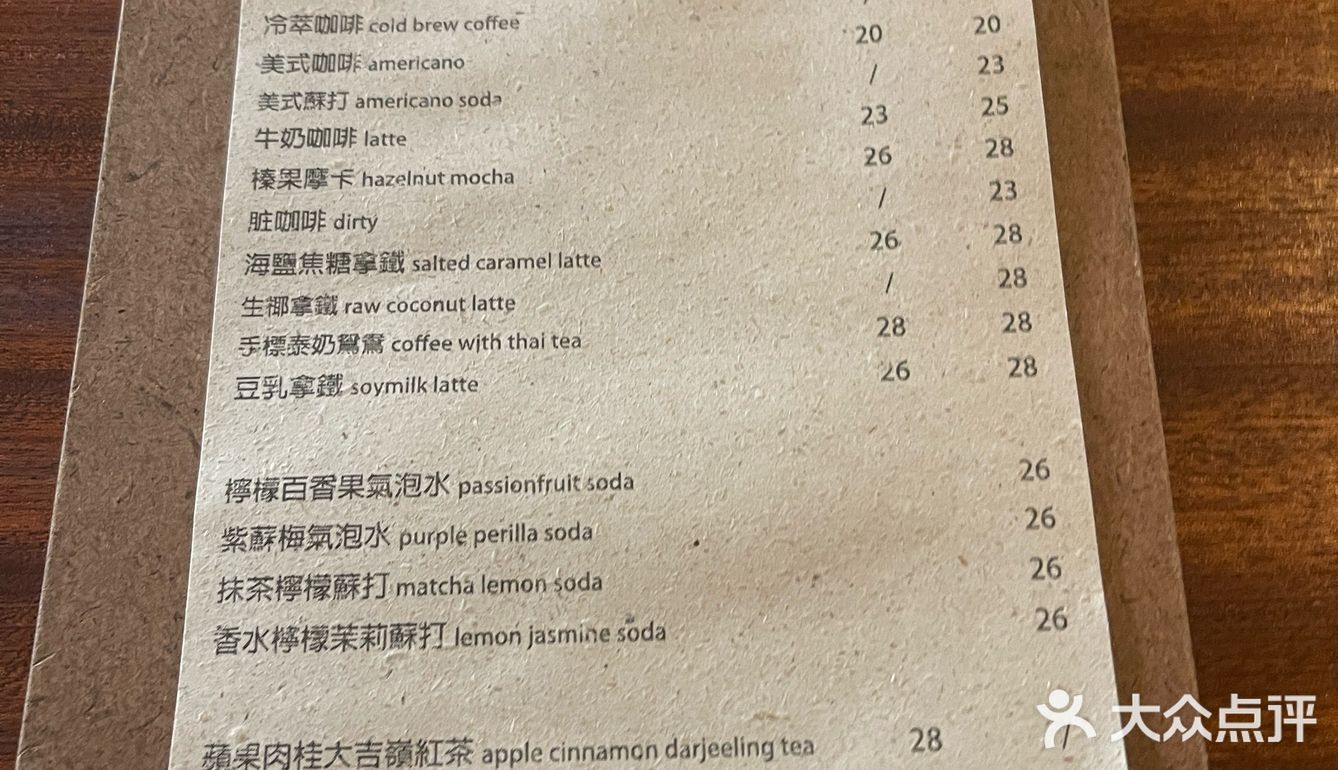 冷萃咖啡 cold brew coffee /
美式咖啡 americano 20 20
美式蘇打 americano soda / 23
牛奶咖啡 latte 23 25
榛果摩卡 hazelnut mocha 26 28
脏咖啡 dirty / 23
海鹽焦糖拿鐵 salted caramel latte 26 28
生椰拿鐵 raw coconut latte / 28
手標泰奶鴛鴦 coffee with thai tea 28 28
豆乳拿鐵 soymilk latte 26 28
檸檬百香果氣泡水 passionfruit soda 26
紫蘇梅氣泡水 purple perilla soda 26
抹茶檸檬蘇打 matcha lemon soda 26
香水檸檬茉莉蘇打 lemon jasmine soda 26
蘋果肉桂大吉嶺紅茶 apple cinnamon darjeeling tea 28 /
大众点评